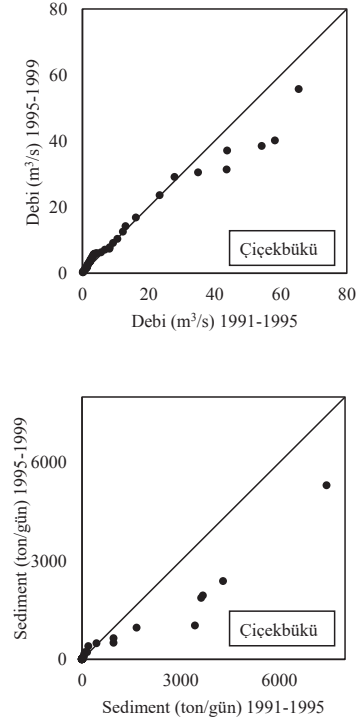 80
60
40
20
0
Debi (m³/s) 1995-1999
Çiçekbükü
0 20 40 60 80
Debi (m³/s) 1991-1995
6000
3000
0
Sediment (ton/gün) 1995-1999
Çiçekbükü
0 3000 6000
Sediment (ton/gün) 1991-1995